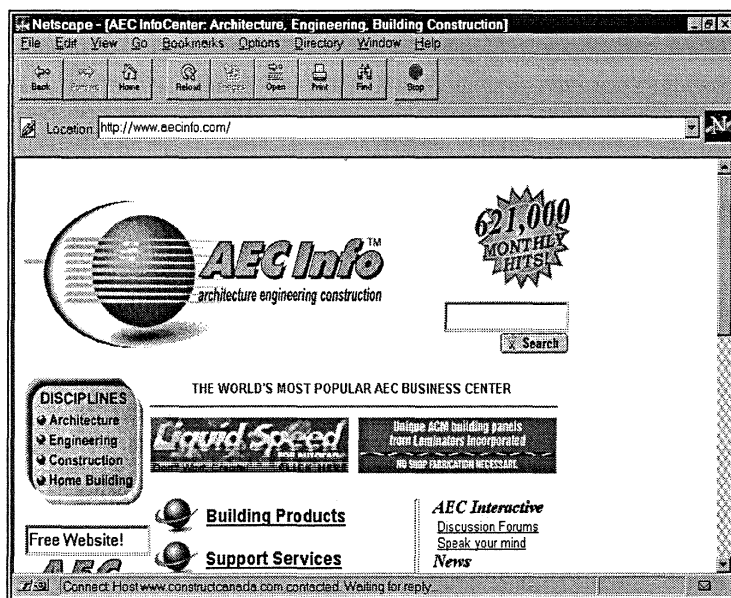 Netscape - [AEC InfoCenter: Architecture, Engineering, Building Construction]
File Edit View Go Bookmarks Options Directory Window Help
Back Forward Home Reload Images Open Print Find Stop
Location: http://www.aecinfo.com/
N
621,000
MONTHLY
HITS!
AEC Info™
architecture engineering construction
Search
THE WORLD'S MOST POPULAR AEC BUSINESS CENTER
DISCIPLINES
Architecture
Engineering
Construction
Home Building
Liquid Speed
CLICK HERE
Unique ACM building panels
from Laminators Incorporated
NO SHOP FABRICATION NECESSARY.
Free Website!
AEC
Building Products
Support Services
AEC Interactive
Discussion Forums
Speak your mind
News
Connect: Host www.constructcanada.com contacted. Waiting for reply...